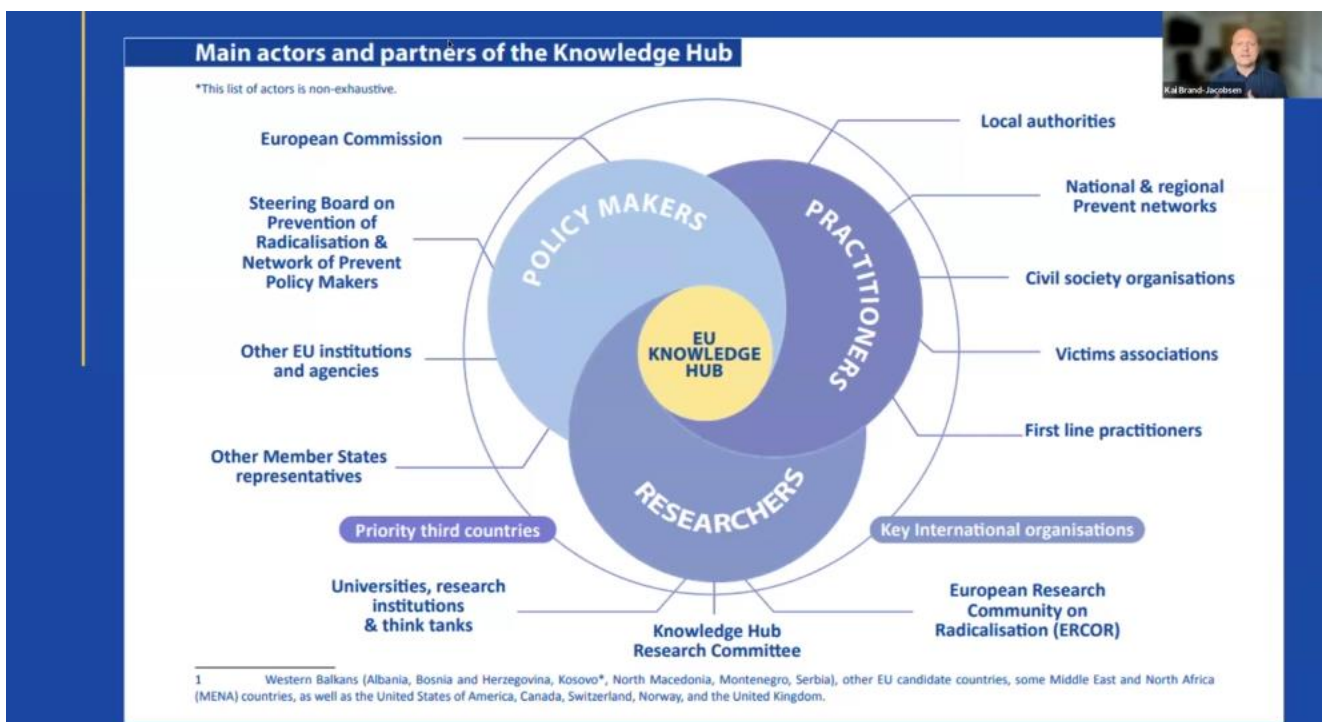 Main actors and partners of the Knowledge Hub
Kai Brand-Jacobsen
*This list of actors is non-exhaustive.
European Commission
Steering Board on
Prevention of
Radicalisation &
Network of Prevent
Policy Makers
Other EU institutions
and agencies
Other Member States
representatives
POLICY MAKERS
PRACTITIONERS
RESEARCHERS
EU
KNOWLEDGE
HUB
Local authorities
National & regional
Prevent networks
Civil society organisations
Victims associations
First line practitioners
Priority third countries
Key International organisations
Universities, research
institutions
& think tanks
Knowledge Hub
Research Committee
European Research
Community on
Radicalisation (ERCOR)
1 Western Balkans (Albania, Bosnia and Herzegovina, Kosovo*, North Macedonia, Montenegro, Serbia), other EU candidate countries, some Middle East and North Africa
(MENA) countries, as well as the United States of America, Canada, Switzerland, Norway, and the United Kingdom.